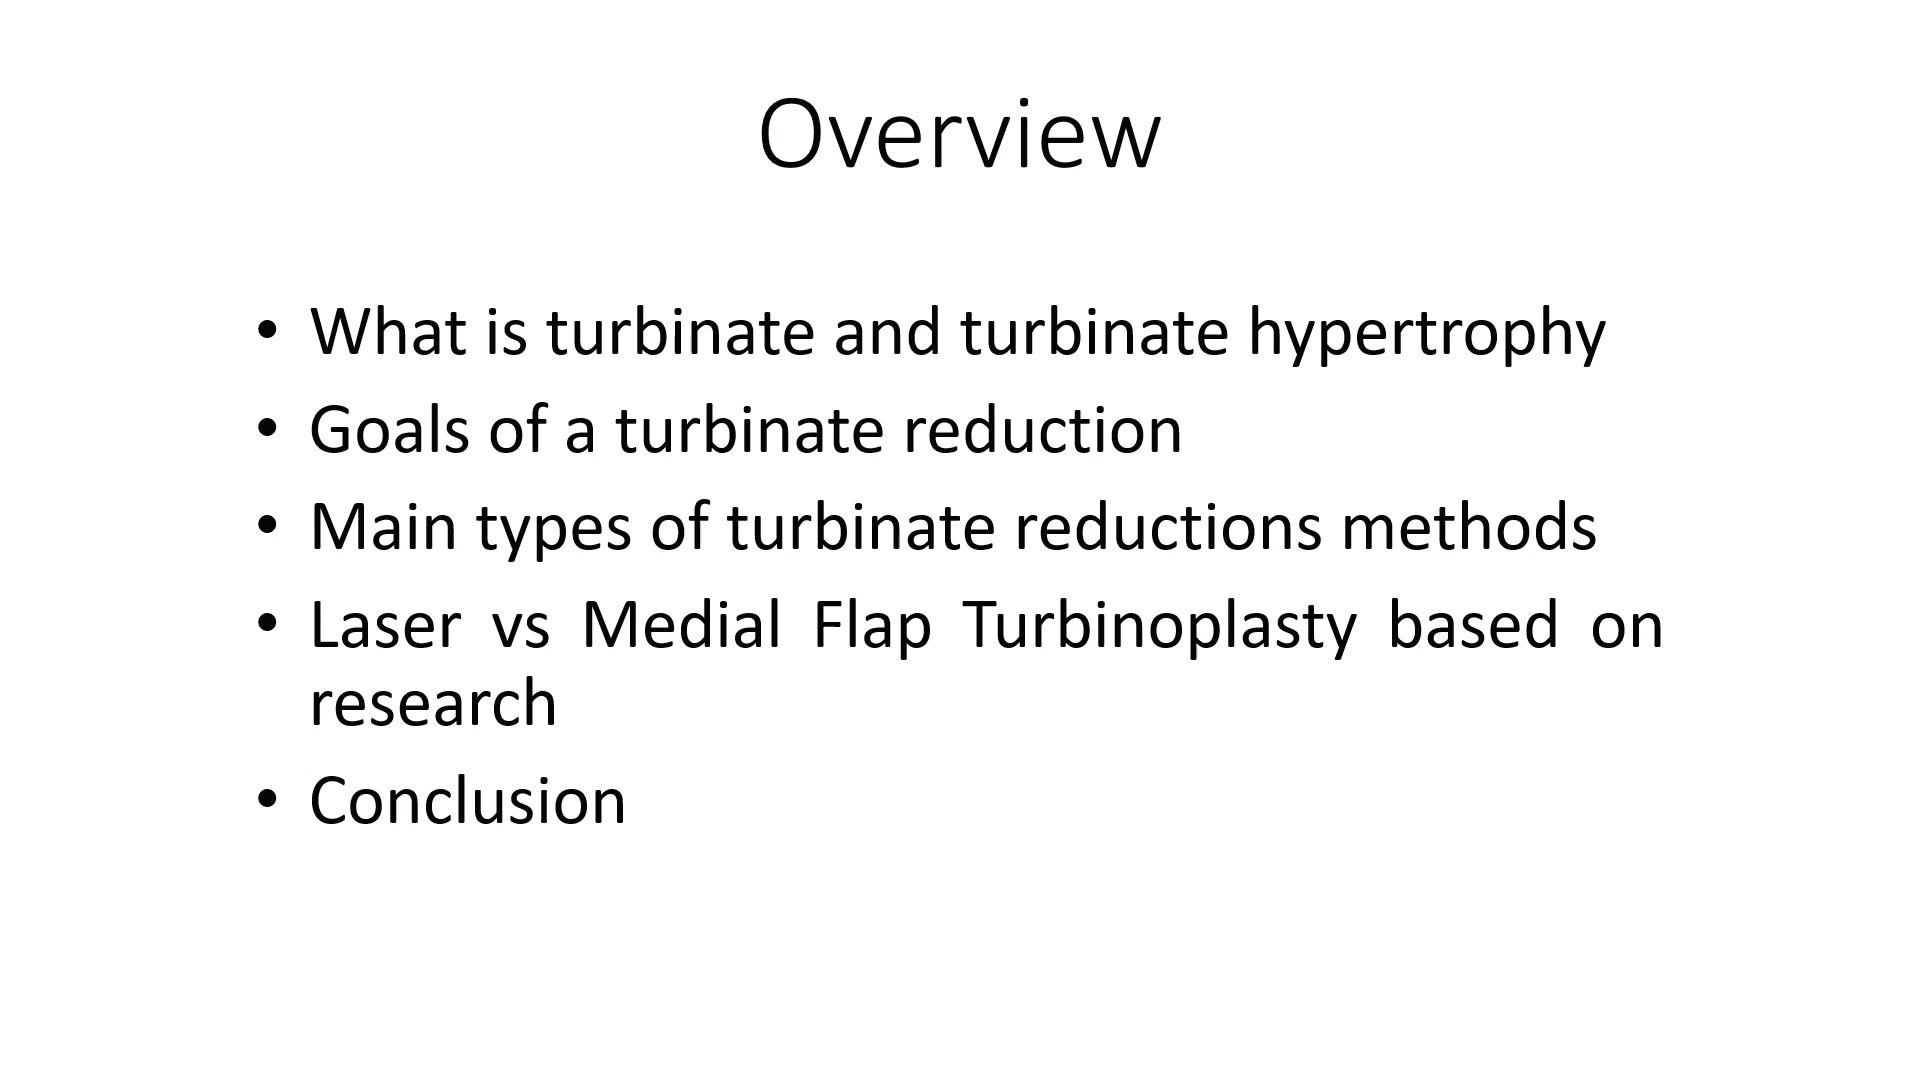 Overview
• What is turbinate and turbinate hypertrophy
• Goals of a turbinate reduction
• Main types of turbinate reductions methods
• Laser vs Medial Flap Turbinoplasty based on
research
• Conclusion